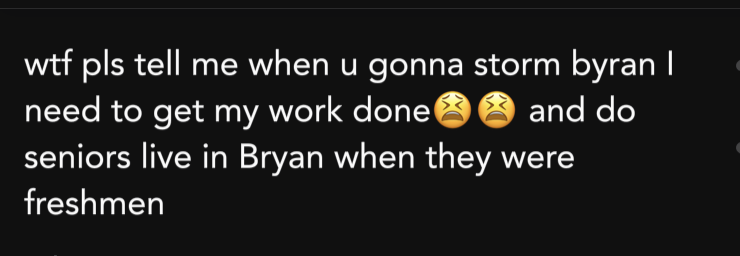 wtf pls tell me when u gonna storm byran I
need to get my work done😫😫 and do
seniors live in Bryan when they were
freshmen